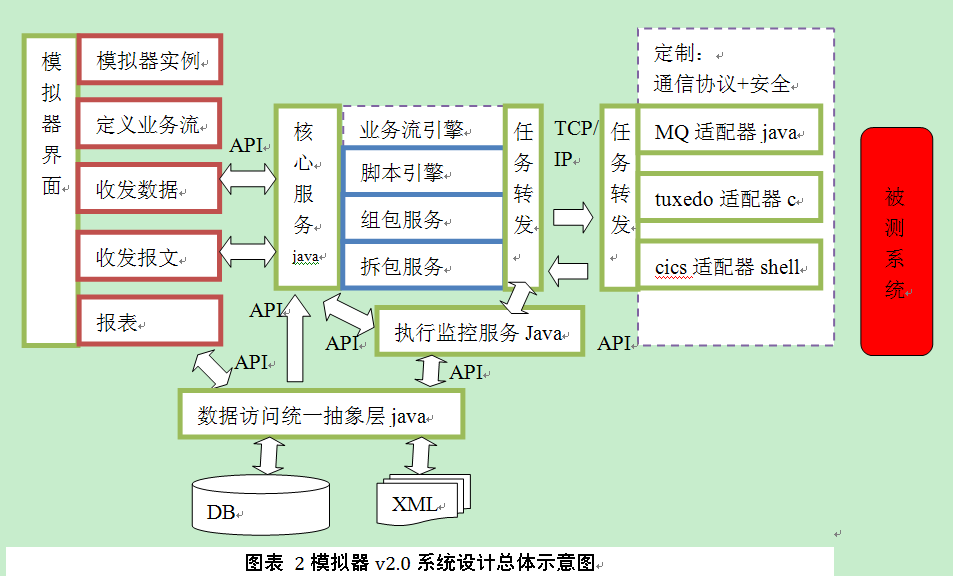 模拟器界面
模拟器实例
定义业务流
收发数据
收发报文
报表
API
核心服务
java
业务流引擎
脚本引擎
组包服务
拆包服务
任务转发
TCP/
IP
任务转发
定制：
通信协议+安全
MQ 适配器 java
tuxedo 适配器 c
cics 适配器 shell
被测系统
API
API
执行监控服务 Java
API
API
API
数据访问统一抽象层 java
DB
XML
图表 2 模拟器 v2.0 系统设计总体示意图